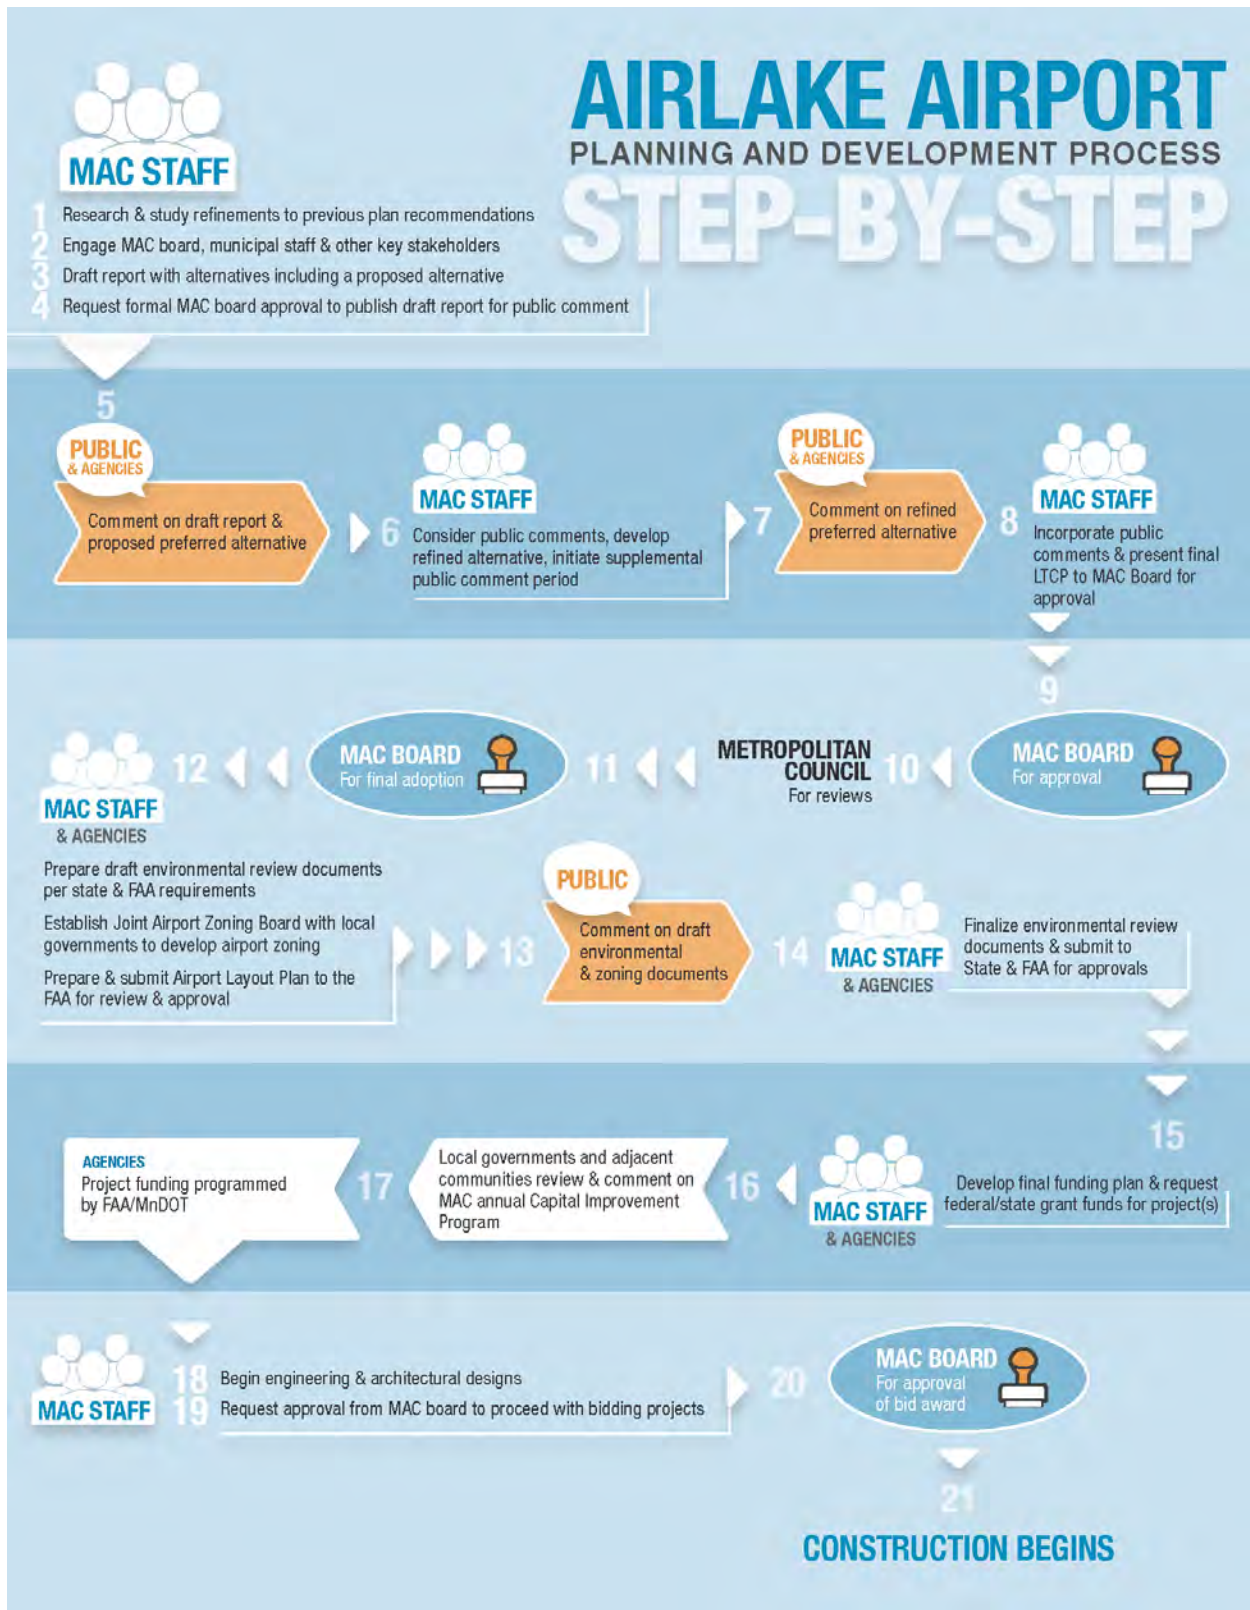 AIRLAKE AIRPORT
PLANNING AND DEVELOPMENT PROCESS
STEP-BY-STEP
MAC STAFF
1 Research & study refinements to previous plan recommendations
2 Engage MAC board, municipal staff & other key stakeholders
3 Draft report with alternatives including a proposed alternative
4 Request formal MAC board approval to publish draft report for public comment
5
PUBLIC
& AGENCIES
Comment on draft report &
proposed preferred alternative
6
MAC STAFF
Consider public comments, develop
refined alternative, initiate supplemental
public comment period
7
PUBLIC
& AGENCIES
Comment on refined
preferred alternative
8
MAC STAFF
Incorporate public
comments & present final
LTCP to MAC Board for
approval
9
MAC BOARD
For approval
10
METROPOLITAN
COUNCIL
For reviews
11
MAC BOARD
For final adoption
12
MAC STAFF
& AGENCIES
Prepare draft environmental review documents
per state & FAA requirements
Establish Joint Airport Zoning Board with local
governments to develop airport zoning
Prepare & submit Airport Layout Plan to the
FAA for review & approval
13
PUBLIC
Comment on draft
environmental
& zoning documents
14
MAC STAFF
& AGENCIES
Finalize environmental review
documents & submit to
State & FAA for approvals
15
MAC STAFF
& AGENCIES
Develop final funding plan & request
federal/state grant funds for project(s)
16
Local governments and adjacent
communities review & comment on
MAC annual Capital Improvement
Program
17
AGENCIES
Project funding programmed
by FAA/MnDOT
MAC STAFF
18 Begin engineering & architectural designs
19 Request approval from MAC board to proceed with bidding projects
20
MAC BOARD
For approval
of bid award
21
CONSTRUCTION BEGINS